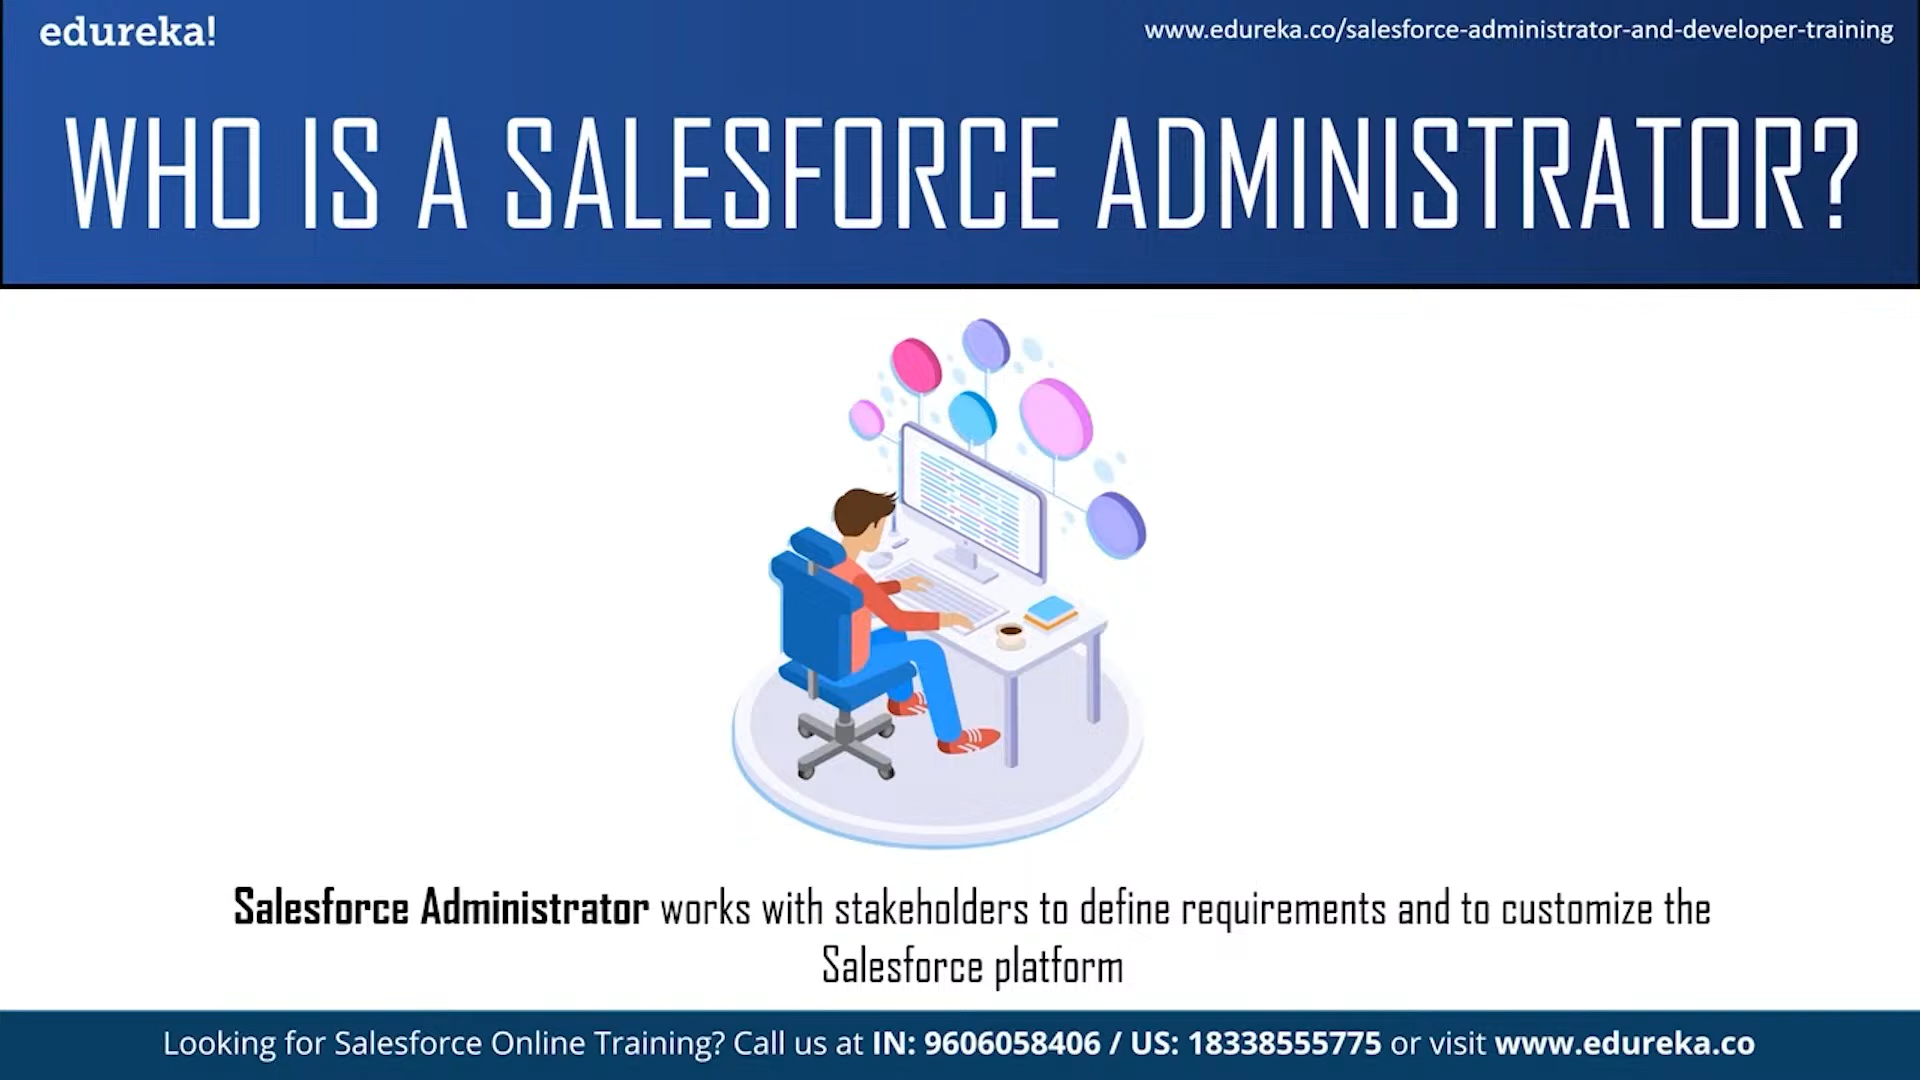 edureka!
www.edureka.co/salesforce-administrator-and-developer-training
WHO IS A SALESFORCE ADMINISTRATOR?
Salesforce Administrator works with stakeholders to define requirements and to customize the
Salesforce platform
Looking for Salesforce Online Training? Call us at IN: 9606058406 / US: 18338555775 or visit www.edureka.co